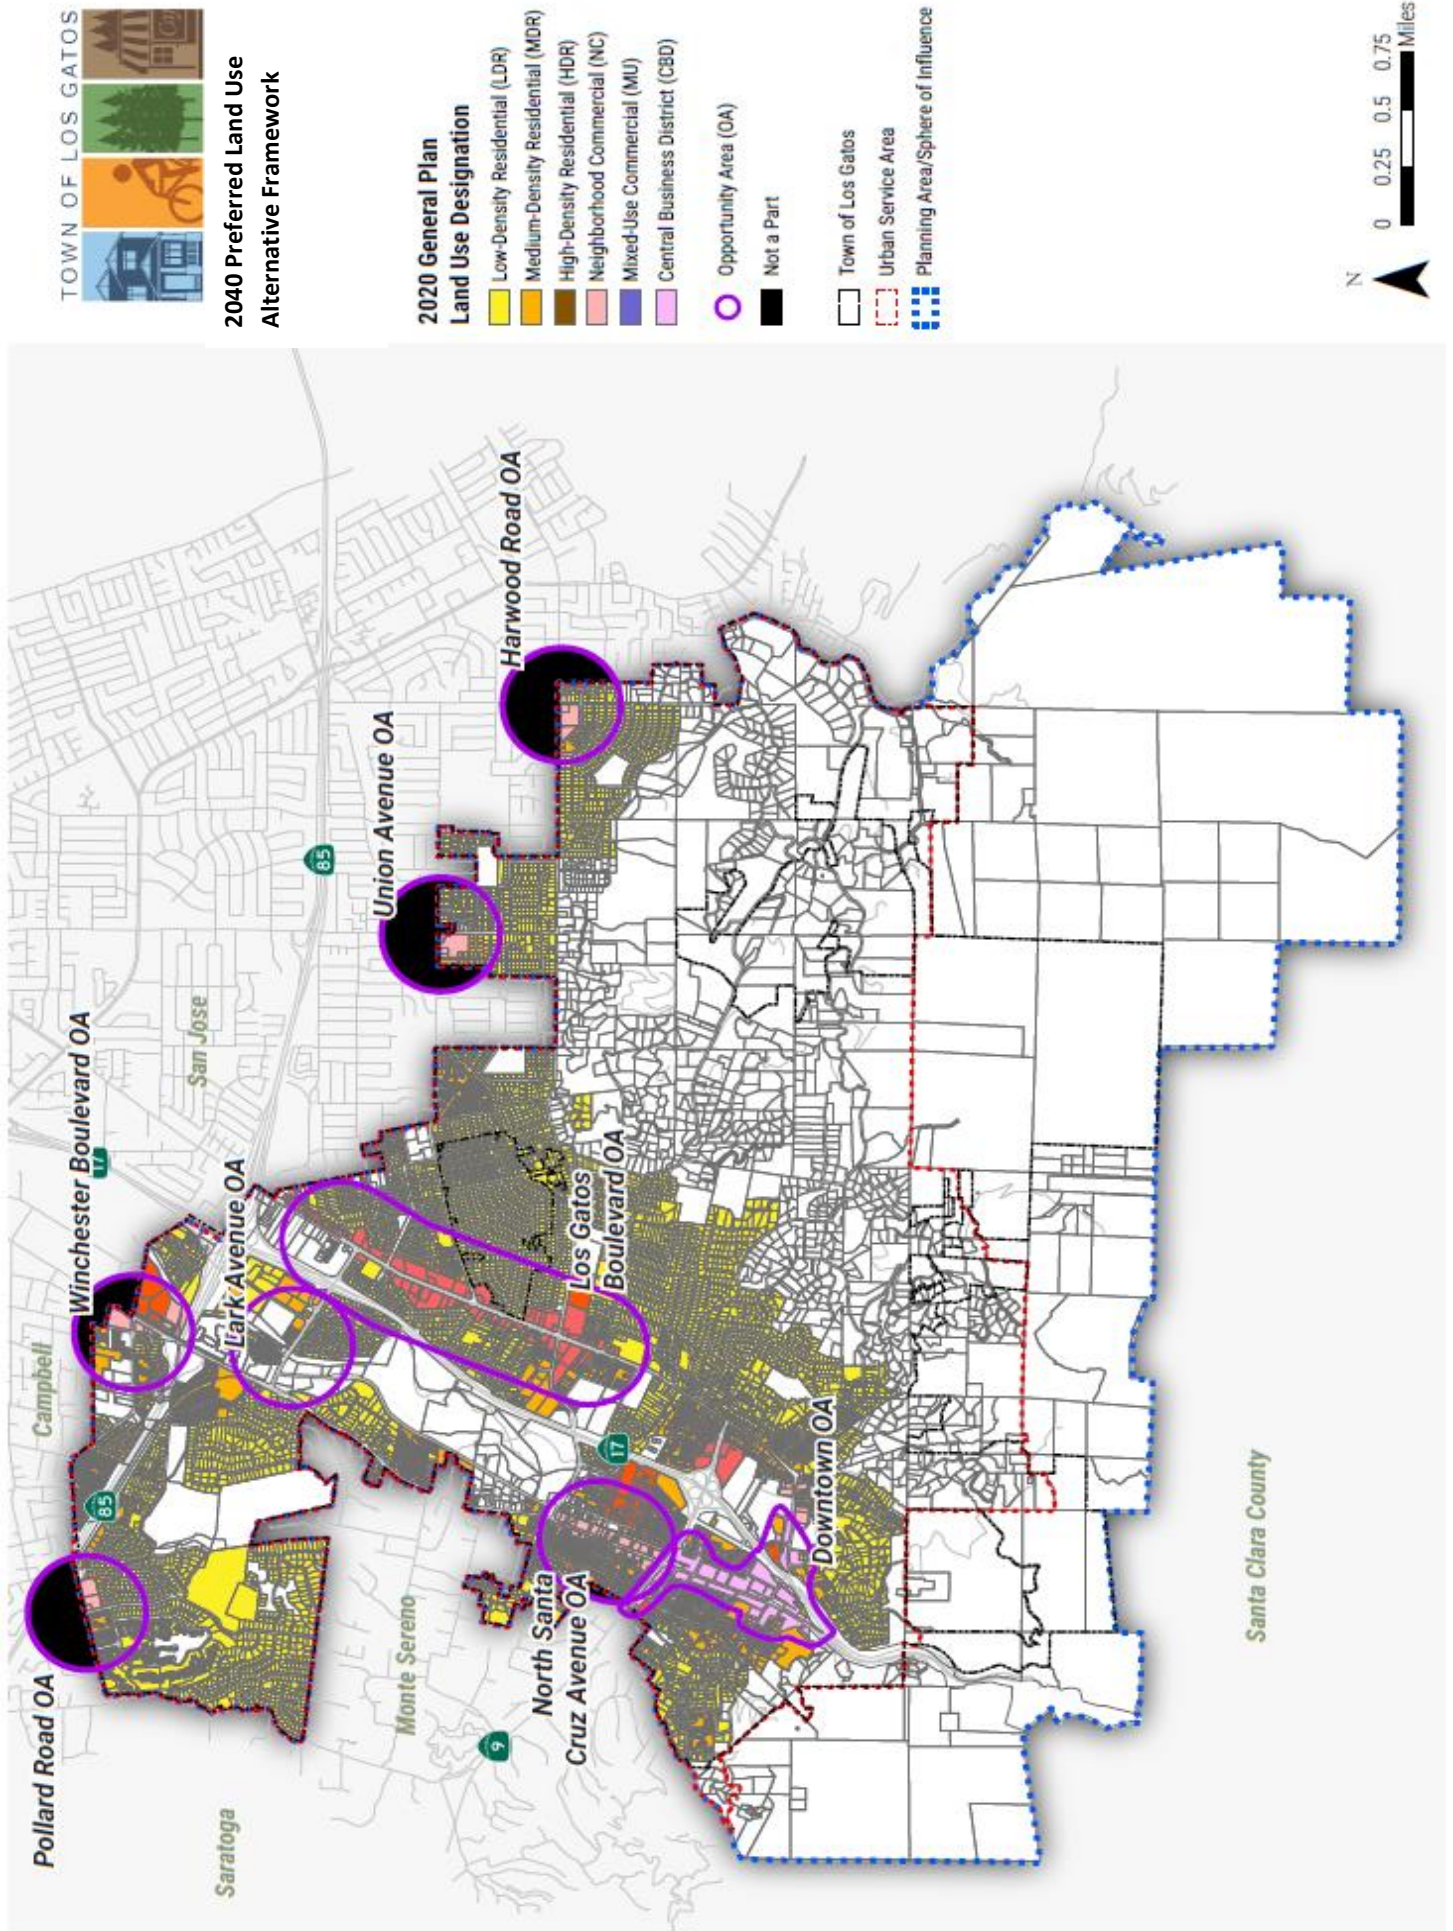 TOWN OF LOS GATOS
2040 Preferred Land Use
Alternative Framework
2020 General Plan
Land Use Designation
Low-Density Residential (LDR)
Medium-Density Residential (MDR)
High-Density Residential (HDR)
Neighborhood Commercial (NC)
Mixed-Use Commercial (MU)
Central Business District (CBD)
Opportunity Area (OA)
Not a Part
Town of Los Gatos
Urban Service Area
Planning Area/Sphere of Influence
N
0 0.25 0.5 0.75
Miles
Pollard Road OA
Winchester Boulevard OA
Lark Avenue OA
Union Avenue OA
Harwood Road OA
Los Gatos
Boulevard OA
North Santa
Cruz Avenue OA
Downtown OA
Saratoga
Campbell
San Jose
Monte Sereno
Santa Clara County
85
17
85
17
9